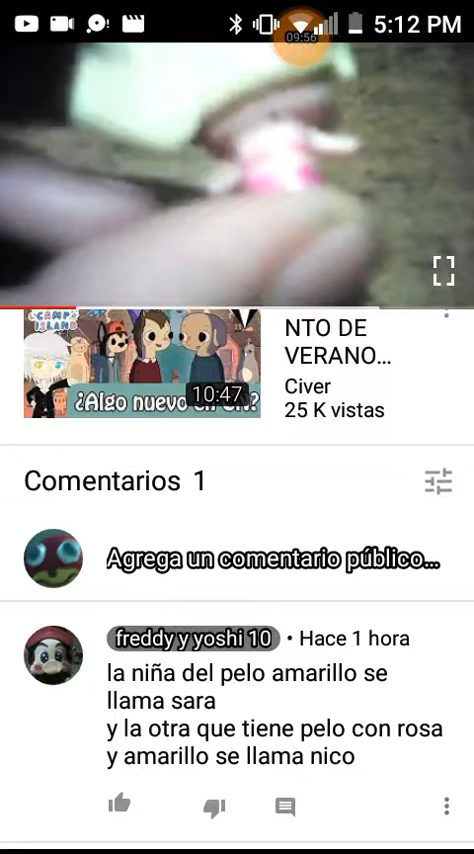 5:12 PM
09:56
CAMP
ISLAND
¿Algo nuevo en CN?
10:47
NTO DE
VERANO...
Civer
25 K vistas
Comentarios 1
Agrega un comentario público...
freddy y yoshi 10 • Hace 1 hora
la niña del pelo amarillo se
llama sara
y la otra que tiene pelo con rosa
y amarillo se llama nico